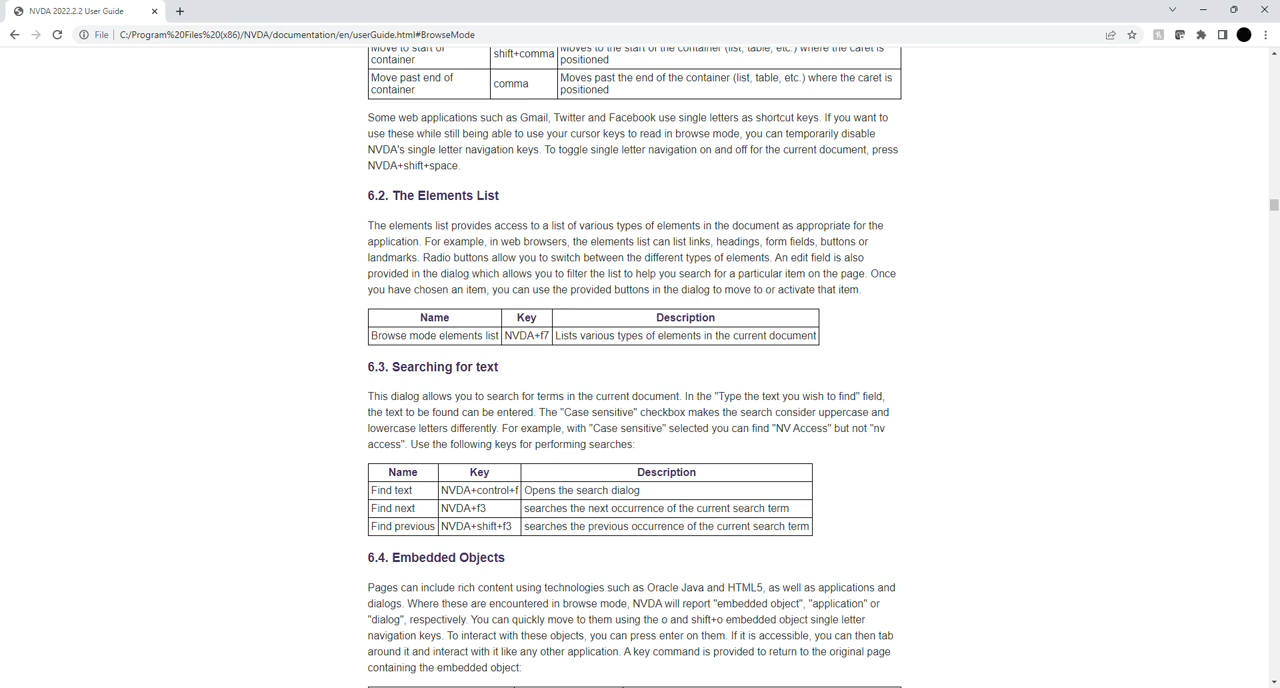 NVDA 2022.2.2 User Guide
File
C:/Program%20Files%20(x86)/NVDA/documentation/en/userGuide.html#BrowseMode
Move to start of container shift+comma Moves to the start of the container (list, table, etc.) where the caret is positioned
Move past end of container comma Moves past the end of the container (list, table, etc.) where the caret is positioned
Some web applications such as Gmail, Twitter and Facebook use single letters as shortcut keys. If you want to
use these while still being able to use your cursor keys to read in browse mode, you can temporarily disable
NVDA's single letter navigation keys. To toggle single letter navigation on and off for the current document, press
NVDA+shift+space.
6.2. The Elements List
The elements list provides access to a list of various types of elements in the document as appropriate for the
application. For example, in web browsers, the elements list can list links, headings, form fields, buttons or
landmarks. Radio buttons allow you to switch between the different types of elements. An edit field is also
provided in the dialog which allows you to filter the list to help you search for a particular item on the page. Once
you have chosen an item, you can use the provided buttons in the dialog to move to or activate that item.
Name Key Description
Browse mode elements list NVDA+f7 Lists various types of elements in the current document
6.3. Searching for text
This dialog allows you to search for terms in the current document. In the "Type the text you wish to find" field,
the text to be found can be entered. The "Case sensitive" checkbox makes the search consider uppercase and
lowercase letters differently. For example, with "Case sensitive" selected you can find "NV Access" but not "nv
access". Use the following keys for performing searches:
Name Key Description
Find text NVDA+control+f Opens the search dialog
Find next NVDA+f3 searches the next occurrence of the current search term
Find previous NVDA+shift+f3 searches the previous occurrence of the current search term
6.4. Embedded Objects
Pages can include rich content using technologies such as Oracle Java and HTML5, as well as applications and
dialogs. Where these are encountered in browse mode, NVDA will report "embedded object", "application" or
"dialog", respectively. You can quickly move to them using the o and shift+o embedded object single letter
navigation keys. To interact with these objects, you can press enter on them. If it is accessible, you can then tab
around it and interact with it like any other application. A key command is provided to return to the original page
containing the embedded object: